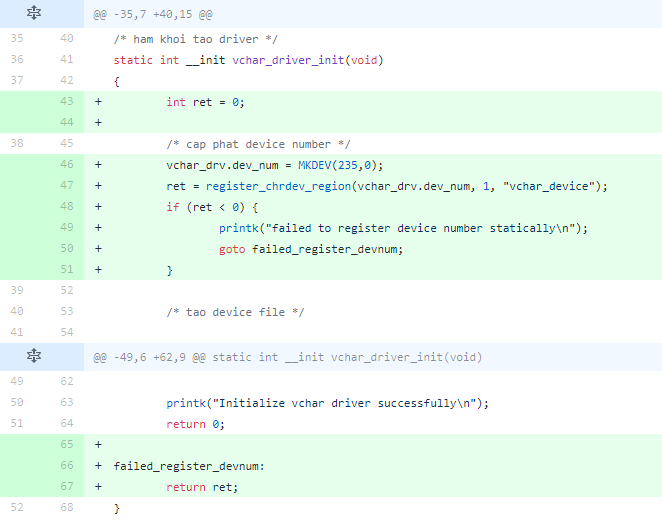 @@ -35,7 +40,15 @@
35 40 /* ham khoi tao driver */
36 41 static int __init vchar_driver_init(void)
37 42 {
43 + int ret = 0;
44 +
38 45 /* cap phat device number */
46 + vchar_drv.dev_num = MKDEV(235,0);
47 + ret = register_chrdev_region(vchar_drv.dev_num, 1, "vchar_device");
48 + if (ret < 0) {
49 + printk("failed to register device number statically\n");
50 + goto failed_register_devnum;
51 + }
39 52
40 53 /* tao device file */
41 54
@@ -49,6 +62,9 @@ static int __init vchar_driver_init(void)
49 62
50 63 printk("Initialize vchar driver successfully\n");
51 64 return 0;
65 +
66 + failed_register_devnum:
67 + return ret;
52 68 }